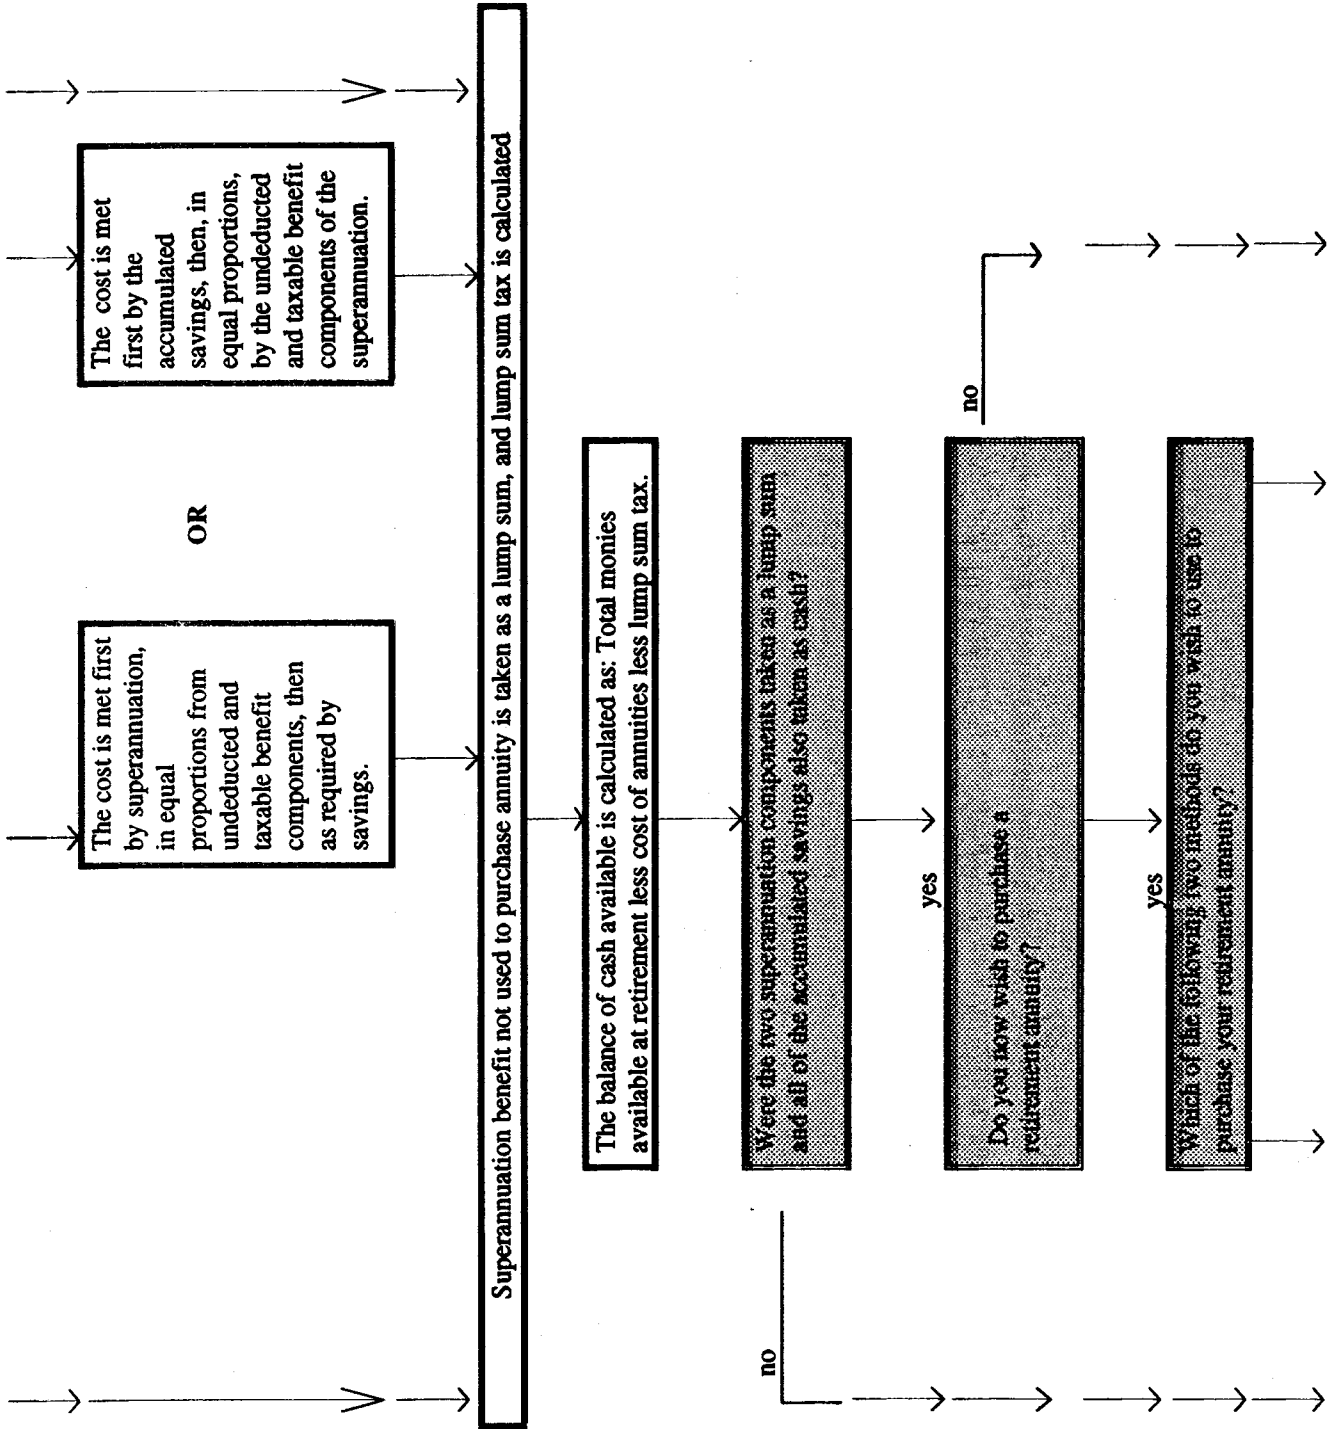 The cost is met first
by superannuation,
in equal
proportions from
undeducted and
taxable benefit
components, then
as required by
savings.
OR
The cost is met
first by the
accumulated
savings, then, in
equal proportions,
by the undeducted
and taxable benefit
components of the
superannuation.
Superannuation benefit not used to purchase annuity is taken as a lump sum, and lump sum tax is calculated
The balance of cash available is calculated as: Total monies
available at retirement less cost of annuities less lump sum tax.
Were the two superannuation components taken as a lump sum
and all of the accumulated savings also taken as cash?
no
yes
Do you now wish to purchase a
retirement annuity?
no
yes
Which of the following two methods do you wish to use to
purchase your retirement annuity?